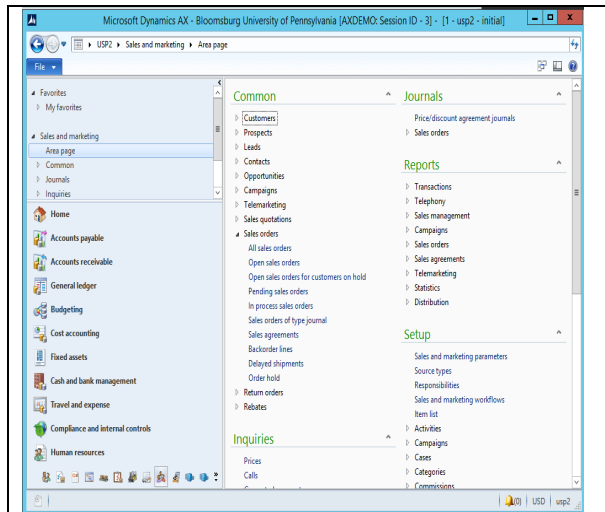 Microsoft Dynamics AX - Bloomsburg University of Pennsylvania [AXDEMO: Session ID - 3] - [1 - usp2 - initial]
USP2 Sales and marketing Area page
File
Favorites
My favorites
Sales and marketing
Area page
Common
Journals
Inquiries
Home
Accounts payable
Accounts receivable
General ledger
Budgeting
Cost accounting
Fixed assets
Cash and bank management
Travel and expense
Compliance and internal controls
Human resources
Common
Customers
Prospects
Leads
Contacts
Opportunities
Campaigns
Telemarketing
Sales quotations
Sales orders
All sales orders
Open sales orders
Open sales orders for customers on hold
Pending sales orders
In process sales orders
Sales orders of type journal
Sales agreements
Backorder lines
Delayed shipments
Order hold
Return orders
Rebates
Inquiries
Prices
Calls
Journals
Price/discount agreement journals
Sales orders
Reports
Transactions
Telephony
Sales management
Campaigns
Sales orders
Sales agreements
Telemarketing
Statistics
Distribution
Setup
Sales and marketing parameters
Source types
Responsibilities
Sales and marketing workflows
Item list
Activities
Campaigns
Cases
Categories
Commissions
(0) USD usp2